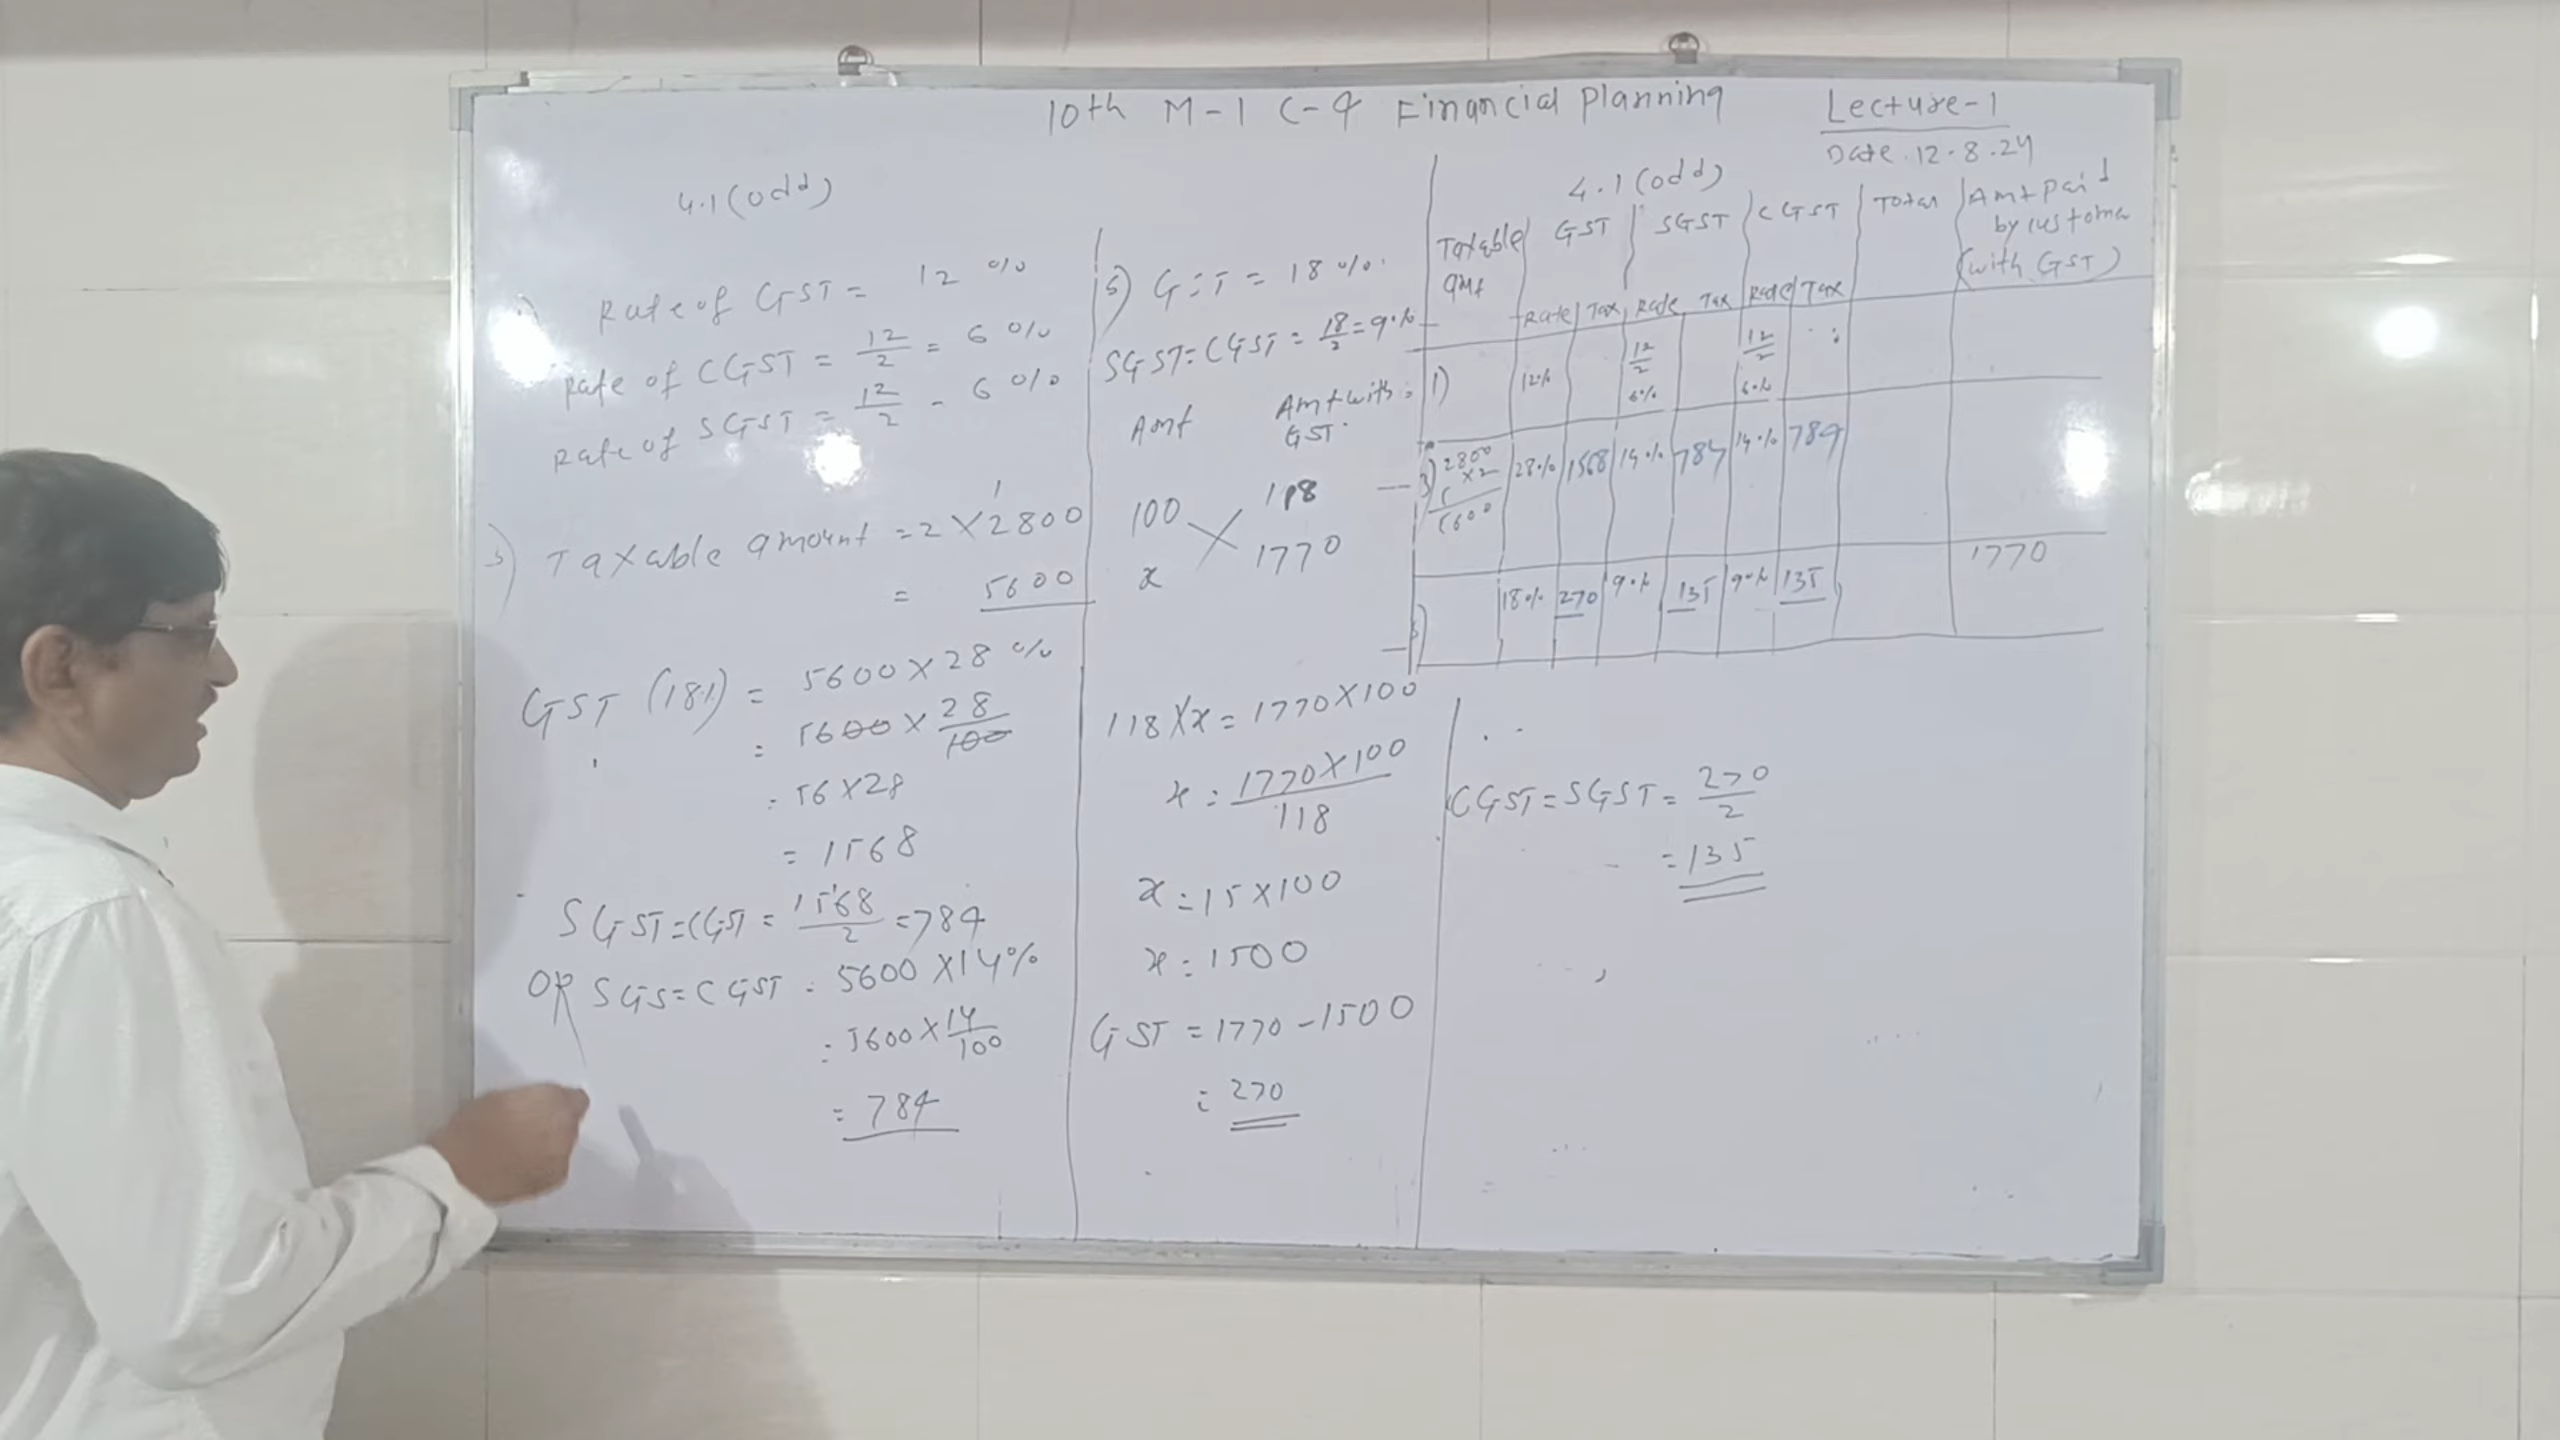 10th M-1 C-4 Financial Planning
Lecture-1
Date. 12.8.24
4.1(odd)
Rate of GST = 12 %
Rate of CGST = 12/2 = 6 %
Rate of SGST = 12/2 - 6 %
Taxable amount = 2 X 2800
= 5600
GST (18%) = 5600 X 28 %
= 5600 X 28/100
= 56 X 28
= 1568
SGST = CGST = 1568/2 = 784
OR SGS = CGST = 5600 X 14%
= 5600 X 14/100
= 784
5) GST = 18 %
SGST = CGST = 18/2 = 9%
Amt Amt with GST
100 118
x 1770
118 X x = 1770 X 100
x = 1770 X 100/118
x = 15 X 100
x = 1500
GST = 1770 - 1500
= 270
4.1(odd)
Taxable amt GST SGST CGST Total Amt paid by customer (with GST)
Rate Tax Rate Tax Rate Tax
1) 12% 12/2 6% 12/2 6%
3) 2800 X 2 5600 28% 1568 14% 784 14% 784
18% 270 9% 135 9% 135 1770
CGST = SGST = 270/2
= 135